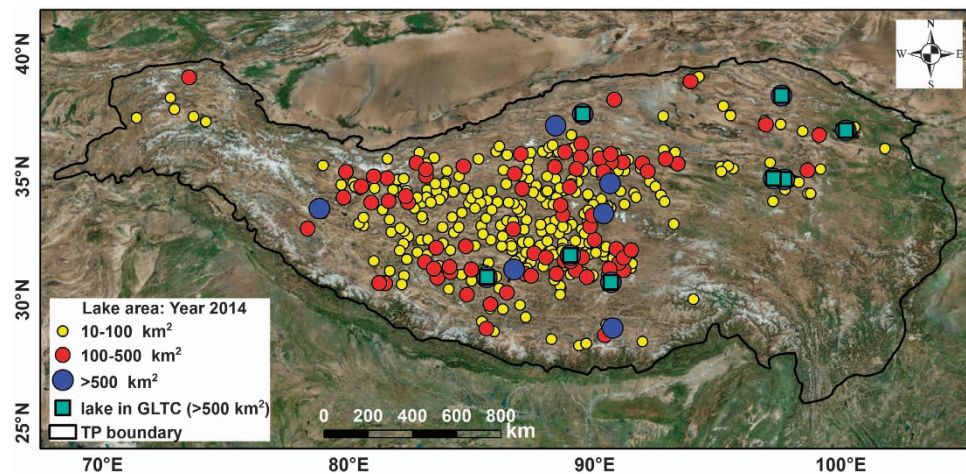 40°N
35°N
30°N
25°N
N
W E
S
Lake area: Year 2014
10-100 km²
100-500 km²
>500 km²
lake in GLTC (>500 km²)
TP boundary
0 200 400 600 800
km
70°E 80°E 90°E 100°E